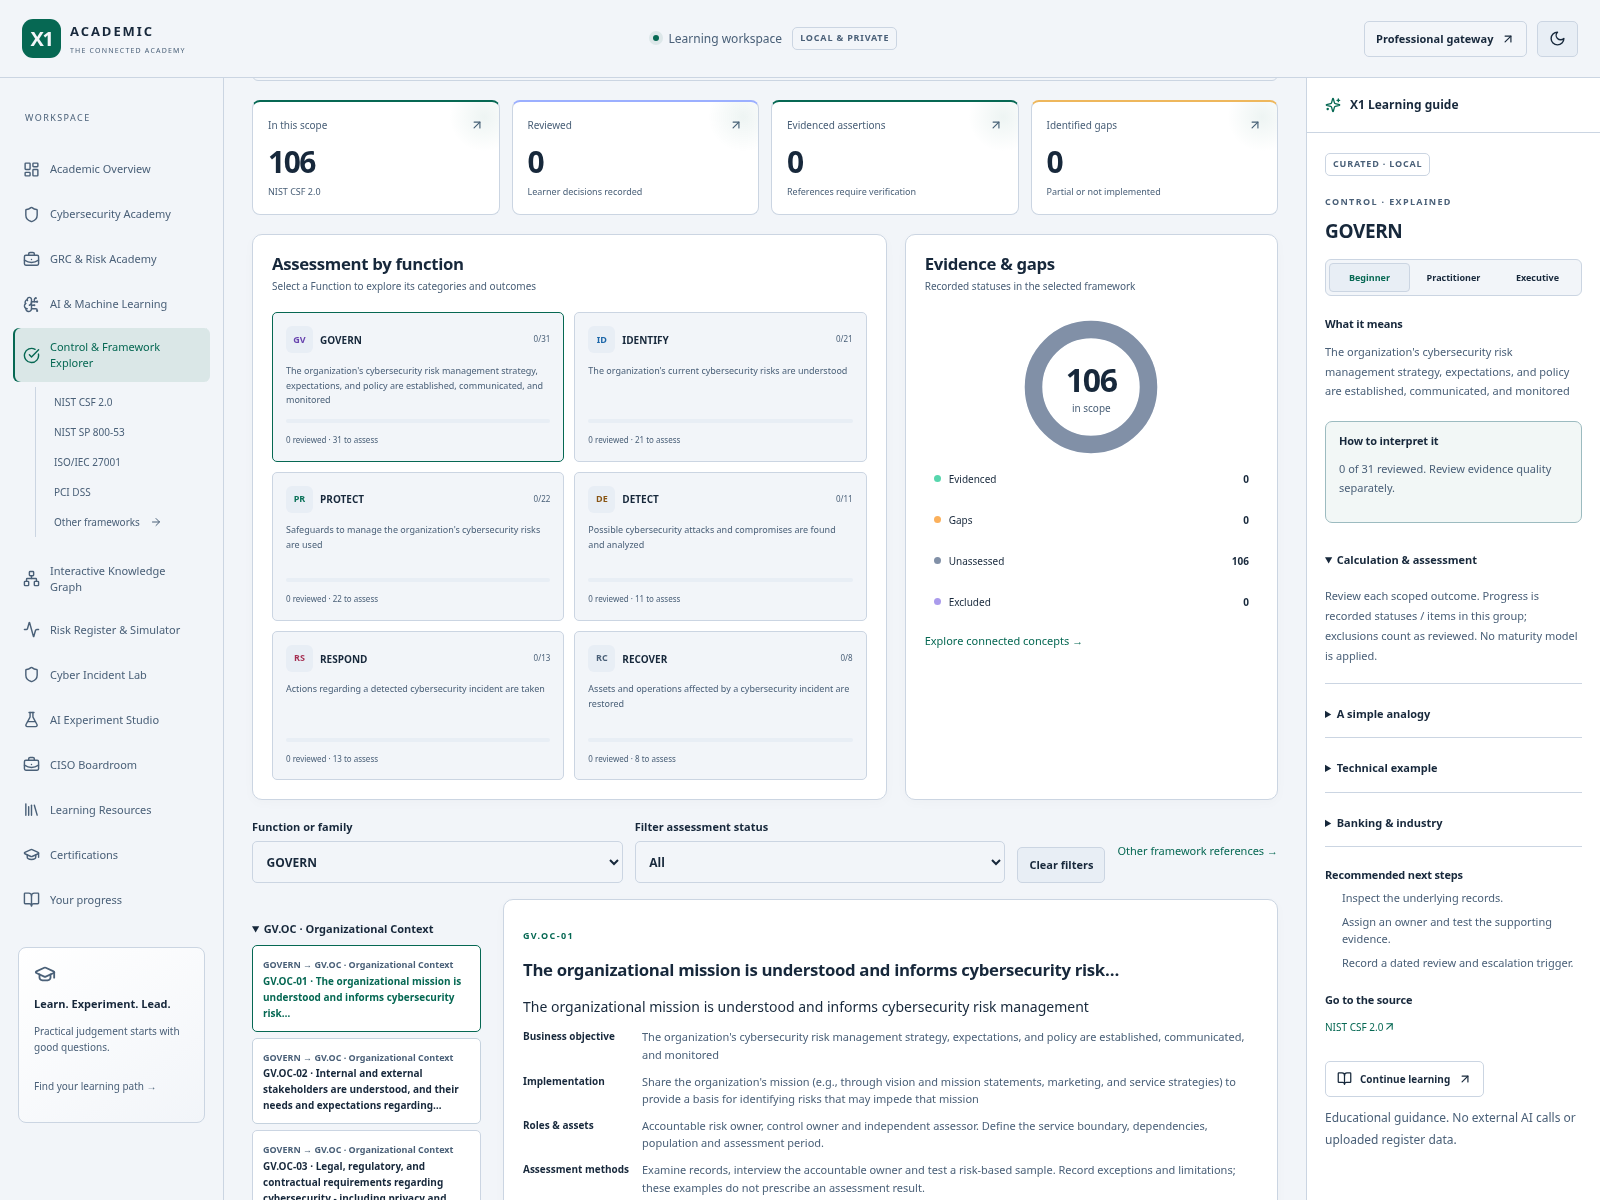 X1
ACADEMIC
THE CONNECTED ACADEMY
Learning workspace
LOCAL & PRIVATE
Professional gateway
WORKSPACE
Academic Overview
Cybersecurity Academy
GRC & Risk Academy
AI & Machine Learning
Control & Framework
Explorer
NIST CSF 2.0
NIST SP 800-53
ISO/IEC 27001
PCI DSS
Other frameworks →
Interactive Knowledge
Graph
Risk Register & Simulator
Cyber Incident Lab
AI Experiment Studio
CISO Boardroom
Learning Resources
Certifications
Your progress
Learn. Experiment. Lead.
Practical judgement starts with
good questions.
Find your learning path →
In this scope
106
NIST CSF 2.0
Reviewed
0
Learner decisions recorded
Evidenced assertions
0
References require verification
Identified gaps
0
Partial or not implemented
Assessment by function
Select a Function to explore its categories and outcomes
GV GOVERN 0/31
The organization's cybersecurity risk management strategy,
expectations, and policy are established, communicated, and
monitored
0 reviewed · 31 to assess
ID IDENTIFY 0/21
The organization's current cybersecurity risks are understood
0 reviewed · 21 to assess
PR PROTECT 0/22
Safeguards to manage the organization's cybersecurity risks
are used
0 reviewed · 22 to assess
DE DETECT 0/11
Possible cybersecurity attacks and compromises are found
and analyzed
0 reviewed · 11 to assess
RS RESPOND 0/13
Actions regarding a detected cybersecurity incident are taken
0 reviewed · 13 to assess
RC RECOVER 0/8
Assets and operations affected by a cybersecurity incident are
restored
0 reviewed · 8 to assess
Evidence & gaps
Recorded statuses in the selected framework
106
in scope
Evidenced 0
Gaps 0
Unassessed 106
Excluded 0
Explore connected concepts →
Function or family
GOVERN
Filter assessment status
All
Clear filters
Other framework references →
▼ GV.OC · Organizational Context
GOVERN → GV.OC · Organizational Context
GV.OC-01 · The organizational mission is
understood and informs cybersecurity
risk…
GOVERN → GV.OC · Organizational Context
GV.OC-02 · Internal and external
stakeholders are understood, and their
needs and expectations regarding…
GOVERN → GV.OC · Organizational Context
GV.OC-03 · Legal, regulatory, and
contractual requirements regarding
cybersecurity - including privacy and
GV.OC-01
The organizational mission is understood and informs cybersecurity risk…
The organizational mission is understood and informs cybersecurity risk management
Business objective The organization's cybersecurity risk management strategy, expectations, and policy are established, communicated,
and monitored
Implementation Share the organization's mission (e.g., through vision and mission statements, marketing, and service strategies) to
provide a basis for identifying risks that may impede that mission
Roles & assets Accountable risk owner, control owner and independent assessor. Define the service boundary, dependencies,
population and assessment period.
Assessment methods Examine records, interview the accountable owner and test a risk-based sample. Record exceptions and limitations;
these examples do not prescribe an assessment result.
X1 Learning guide
CURATED · LOCAL
CONTROL · EXPLAINED
GOVERN
Beginner Practitioner Executive
What it means
The organization's cybersecurity risk
management strategy, expectations, and policy
are established, communicated, and monitored
How to interpret it
0 of 31 reviewed. Review evidence quality
separately.
▼ Calculation & assessment
Review each scoped outcome. Progress is
recorded statuses / items in this group;
exclusions count as reviewed. No maturity model
is applied.
▶ A simple analogy
▶ Technical example
▶ Banking & industry
Recommended next steps
Inspect the underlying records.
Assign an owner and test the supporting
evidence.
Record a dated review and escalation trigger.
Go to the source
NIST CSF 2.0
Continue learning
Educational guidance. No external AI calls or
uploaded register data.